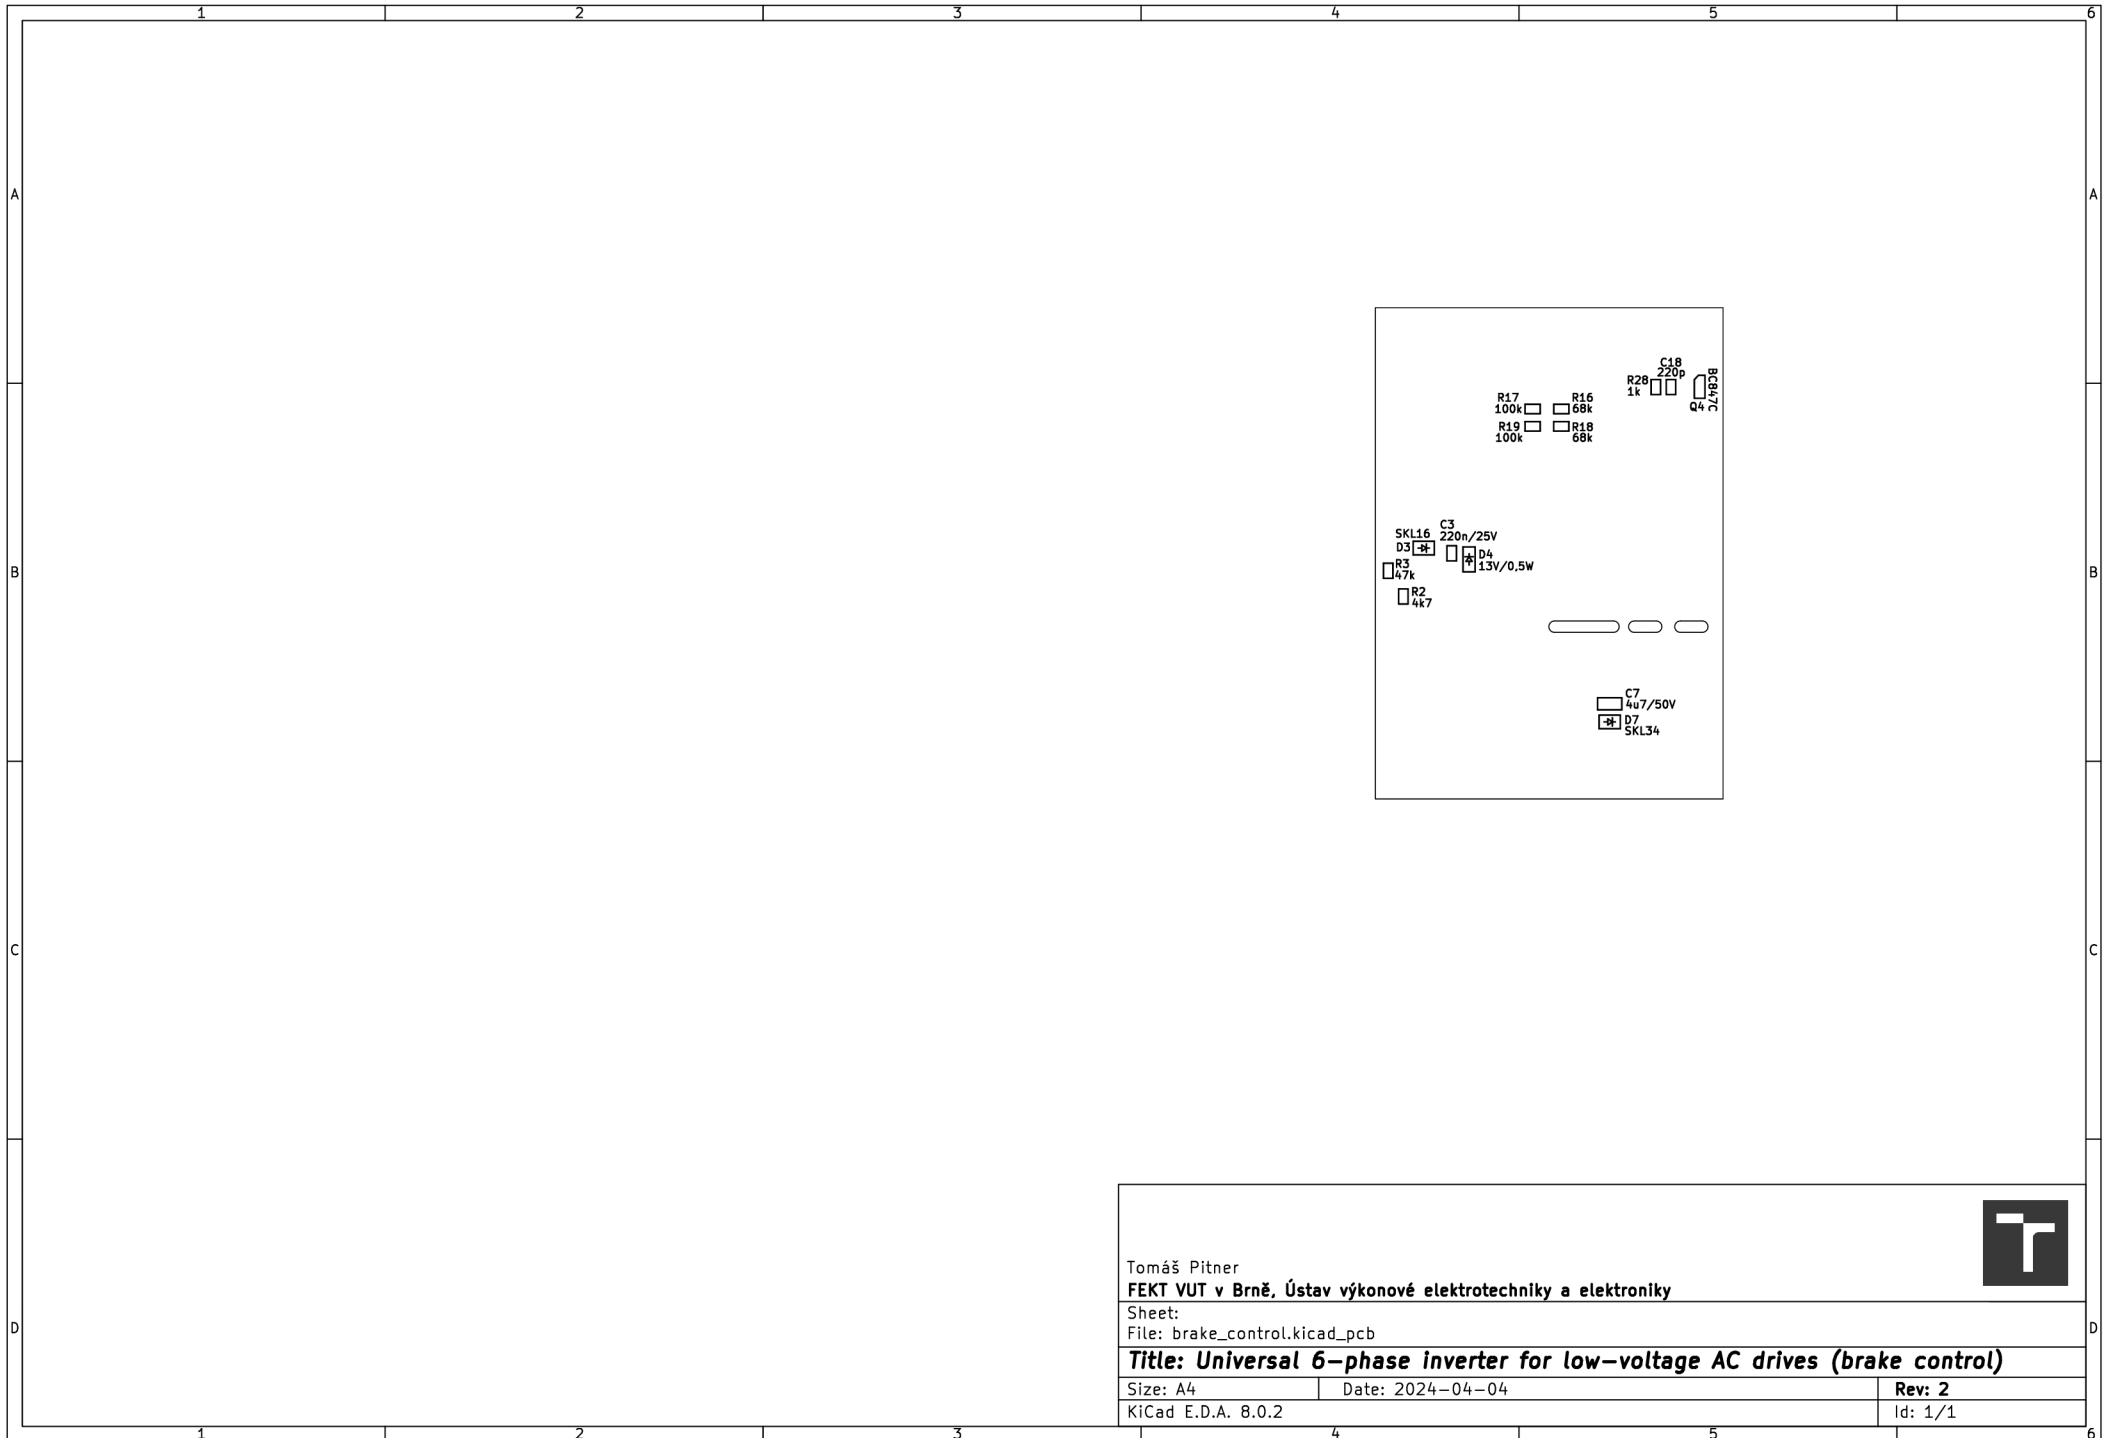 1 2 3 4 5 6
A A
C18
220p
R28
1k
BC847C
Q4
R17
100k
R16
68k
R19
100k
R18
68k
C3
220n/25V
SKL16
D3
D4
13V/0,5W
R3
47k
B B
R2
4k7
C7
4u7/50V
D7
SKL34
C C
Tomáš Pitner
FEKT VUT v Brně, Ústav výkonové elektrotechniky a elektroniky
Sheet:
File: brake_control.kicad_pcb
D D
Title: Universal 6-phase inverter for low-voltage AC drives (brake control)
Size: A4 Date: 2024-04-04 Rev: 2
KiCad E.D.A. 8.0.2 Id: 1/1
1 2 3 4 5 6